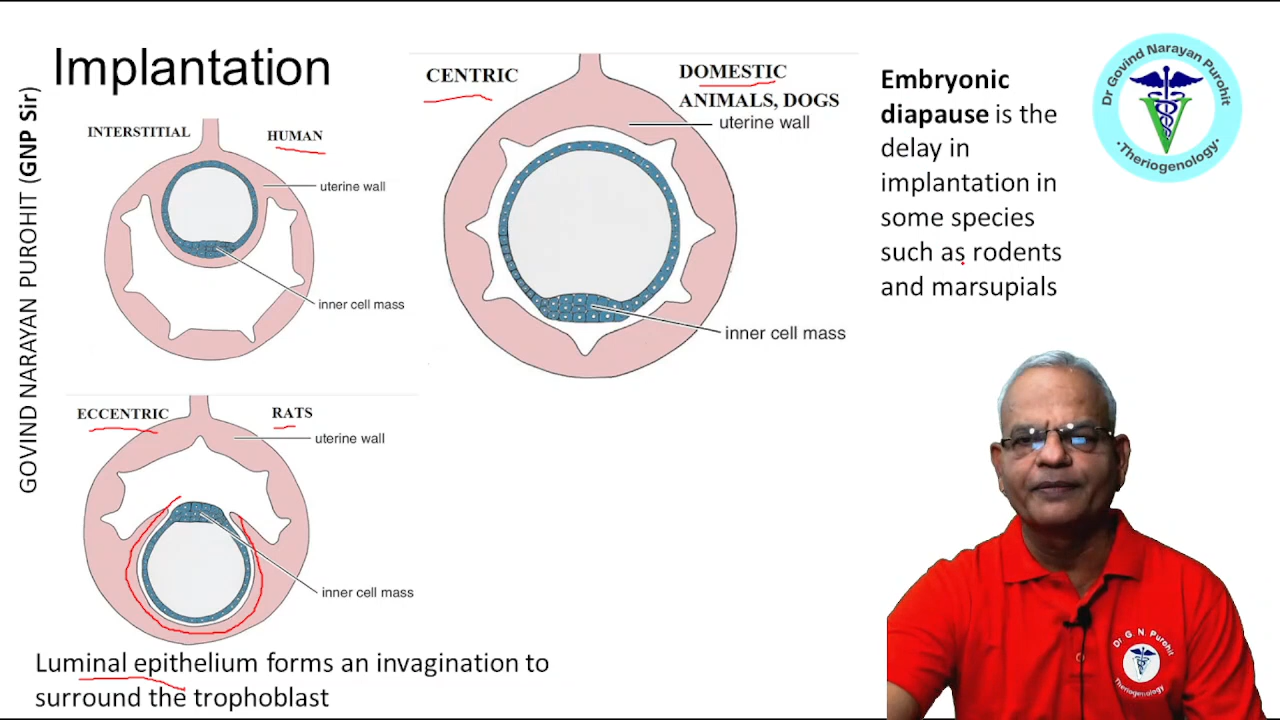 Implantation
GOVIND NARAYAN PUROHIT (GNP Sir)
INTERSTITIAL
HUMAN
uterine wall
inner cell mass
CENTRIC
DOMESTIC
ANIMALS, DOGS
uterine wall
inner cell mass
ECCENTRIC
RATS
uterine wall
inner cell mass
Luminal epithelium forms an invagination to
surround the trophoblast
Embryonic
diapause is the
delay in
implantation in
some species
such as rodents
and marsupials
Dr Govind Narayan Purohit
·Theriogenology·
Dr G. N. Purohit
Theriogenology